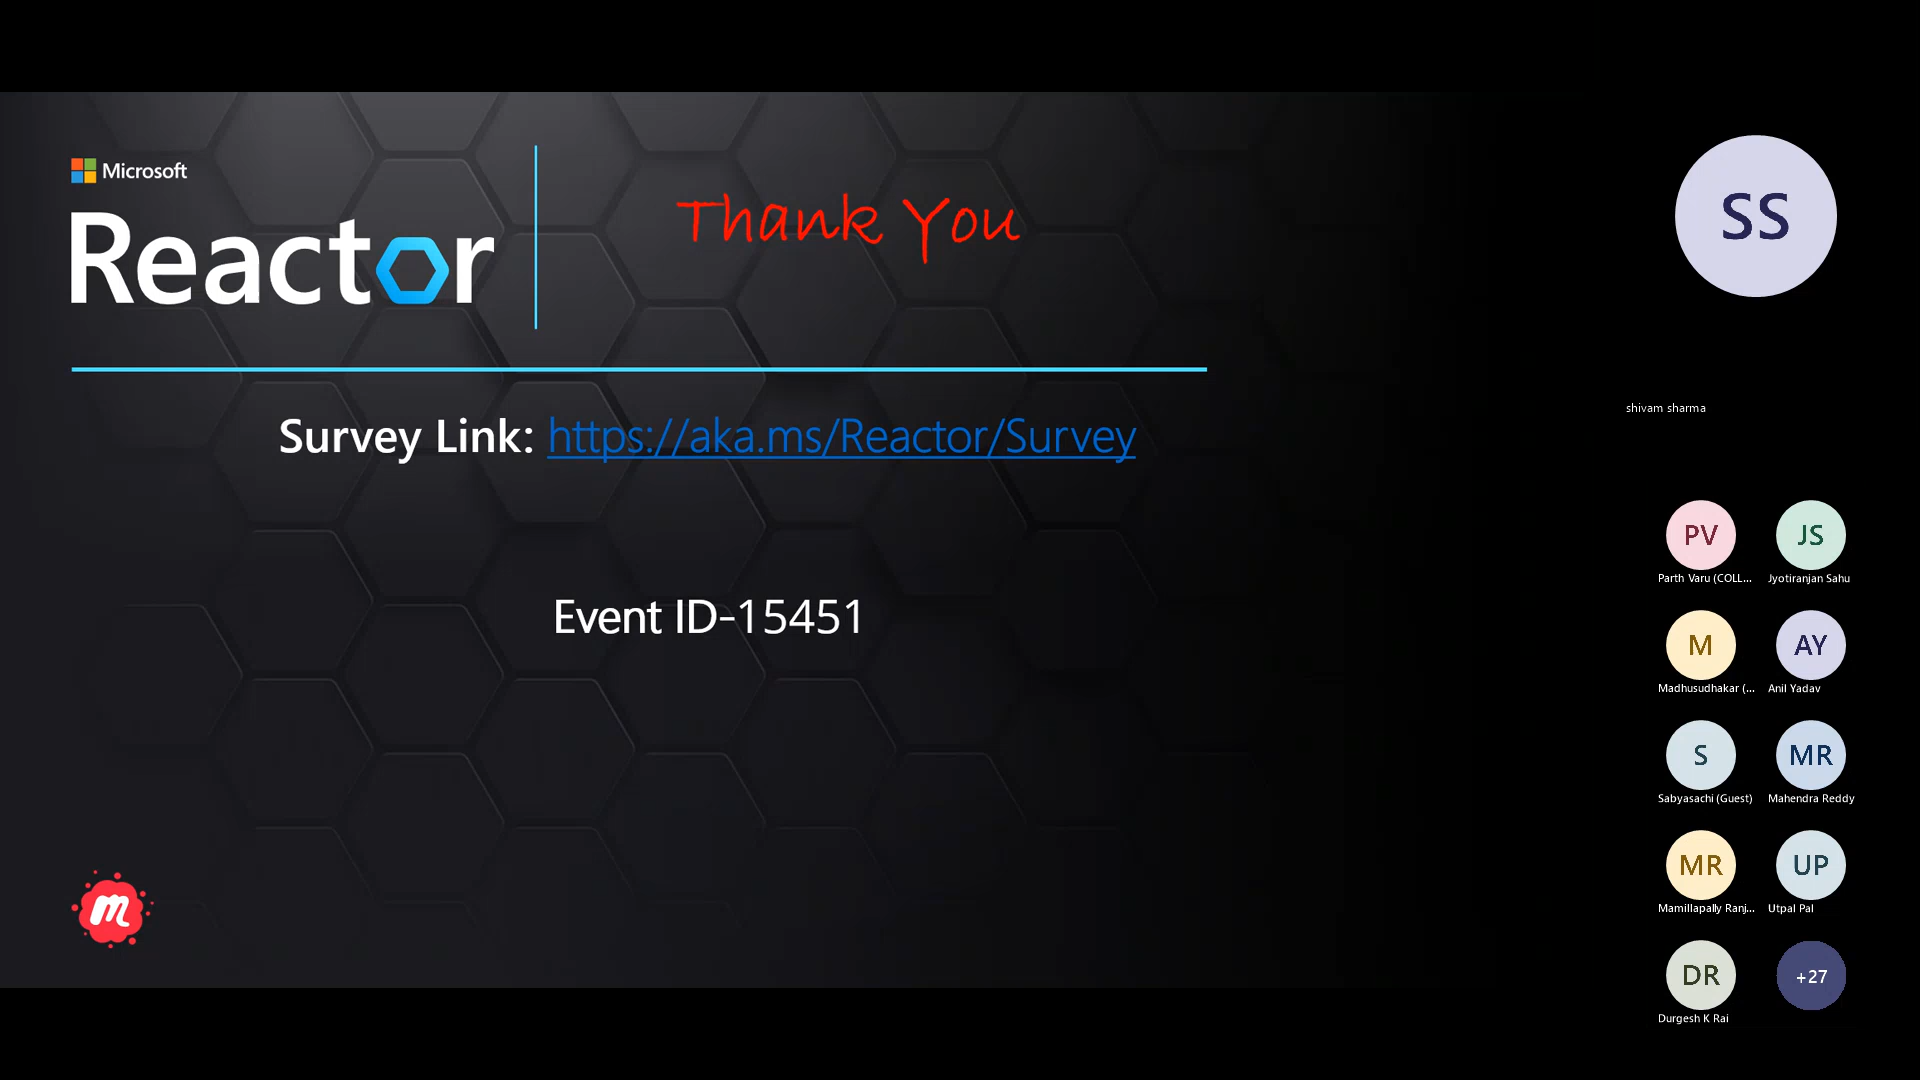 Microsoft
Reactor
Thank You
Survey Link: https://aka.ms/Reactor/Survey
Event ID-15451
m
SS
shivam sharma
PV
JS
Parth Varu (COLL...
Jyotiranjan Sahu
M
AY
Madhusudhakar (...
Anil Yadav
S
MR
Sabyasachi (Guest)
Mahendra Reddy
MR
UP
Mamillapally Ranj...
Utpal Pal
DR
+27
Durgesh K Rai